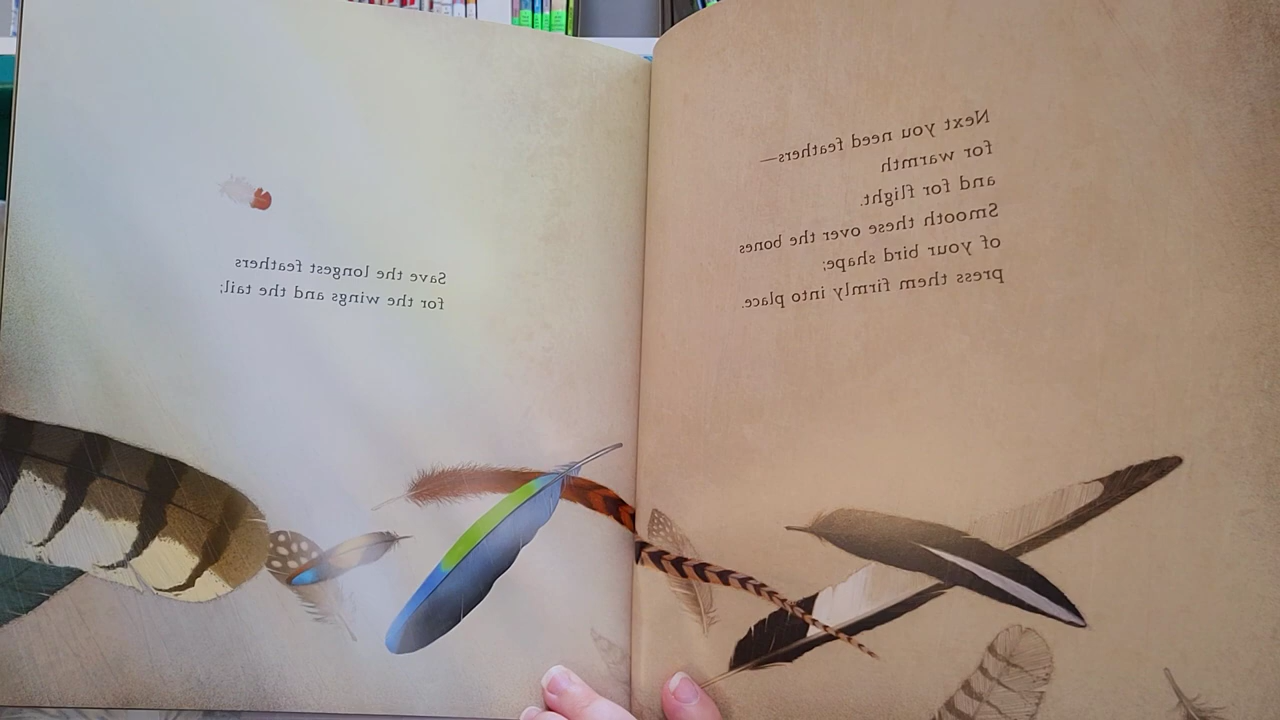 Next you need feathers—
for warmth
and for flight.
Smooth these over the bones
of your bird shape;
press them firmly into place.
Save the longest feathers
for the wings and the tail;